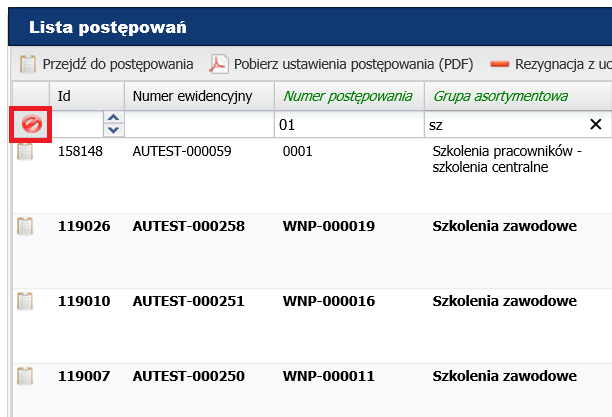 Lista postępowań
Przejdź do postępowania Pobierz ustawienia postępowania (PDF) Rezygnacja z uc
Id Numer ewidencyjny Numer postępowania Grupa asortymentowa
01 sz
158148 AUTEST-000059 0001 Szkolenia pracowników -
szkolenia centralne
119026 AUTEST-000258 WNP-000019 Szkolenia zawodowe
119010 AUTEST-000251 WNP-000016 Szkolenia zawodowe
119007 AUTEST-000250 WNP-000011 Szkolenia zawodowe